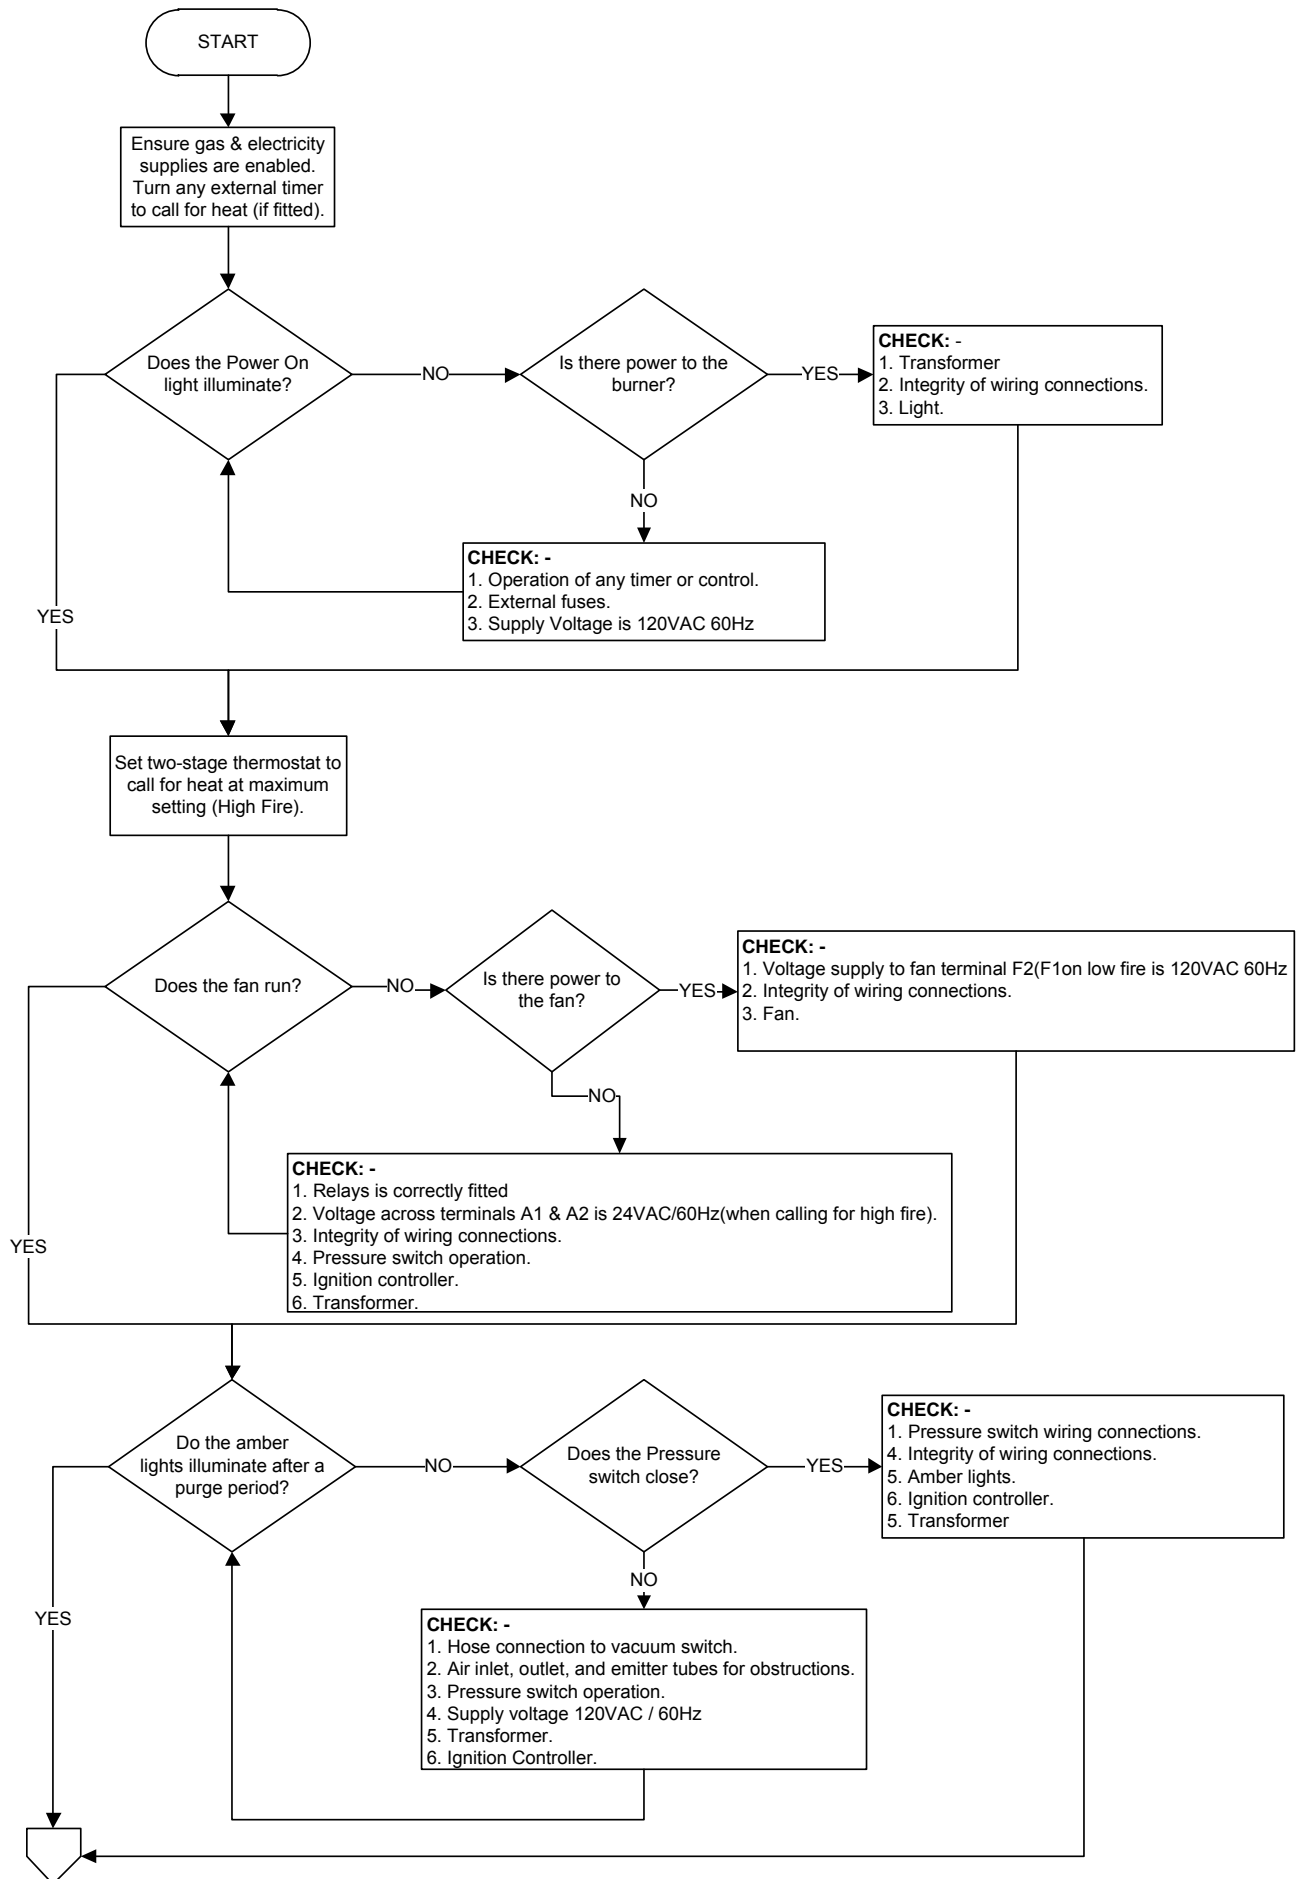 START
Ensure gas & electricity
supplies are enabled.
Turn any external timer
to call for heat (if fitted).
Does the Power On
light illuminate?
NO
Is there power to the
burner?
YES
CHECK: -
1. Transformer
2. Integrity of wiring connections.
3. Light.
NO
CHECK: -
1. Operation of any timer or control.
2. External fuses.
3. Supply Voltage is 120VAC 60Hz
YES
Set two-stage thermostat to
call for heat at maximum
setting (High Fire).
Does the fan run?
NO
Is there power to
the fan?
YES
CHECK: -
1. Voltage supply to fan terminal F2(F1on low fire is 120VAC 60Hz
2. Integrity of wiring connections.
3. Fan.
NO
CHECK: -
1. Relays is correctly fitted
2. Voltage across terminals A1 & A2 is 24VAC/60Hz(when calling for high fire).
3. Integrity of wiring connections.
4. Pressure switch operation.
5. Ignition controller.
6. Transformer.
YES
Do the amber
lights illuminate after a
purge period?
NO
Does the Pressure
switch close?
YES
CHECK: -
1. Pressure switch wiring connections.
4. Integrity of wiring connections.
5. Amber lights.
6. Ignition controller.
5. Transformer
NO
CHECK: -
1. Hose connection to vacuum switch.
2. Air inlet, outlet, and emitter tubes for obstructions.
3. Pressure switch operation.
4. Supply voltage 120VAC / 60Hz
5. Transformer.
6. Ignition Controller.
YES